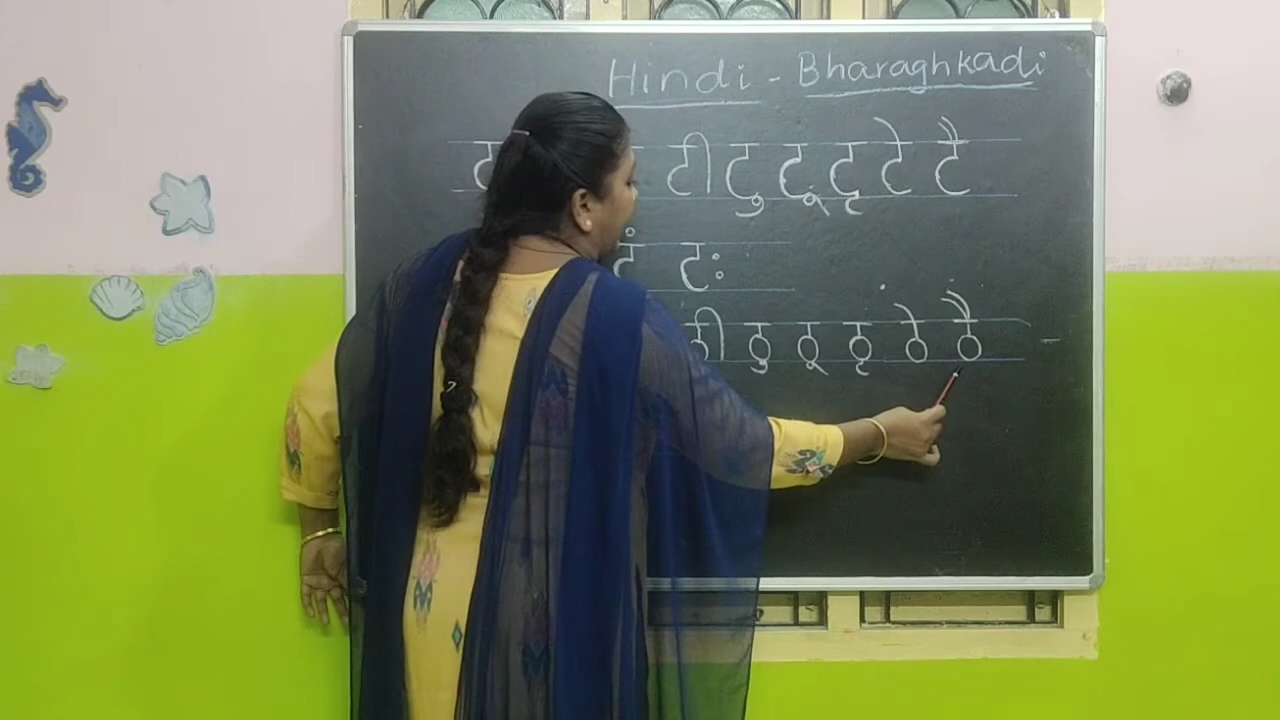 Hindi - Bharaghkadi
ट टी टु टू टृ टे टै
टं टः
ठी ठु ठू ठृ ठे ठै